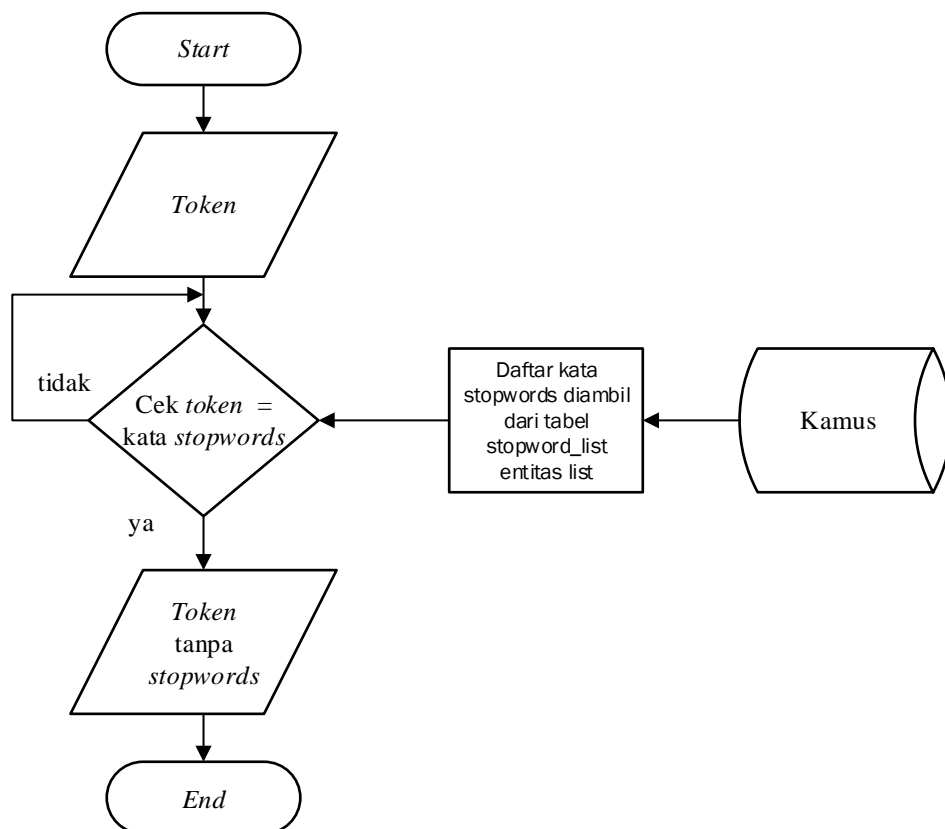 Start
Token
tidak
Cek token =
kata stopwords
Daftar kata
stopwords diambil
dari tabel
stopword_list
entitas list
Kamus
ya
Token
tanpa
stopwords
End